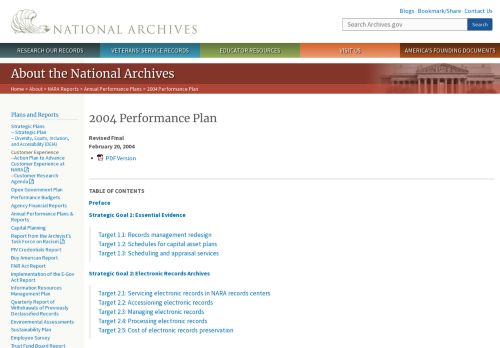 NATIONAL ARCHIVES
Blogs · Bookmark/Share · Contact Us
Search Archives.gov
Search
RESEARCH OUR RECORDS
VETERANS' SERVICE RECORDS
EDUCATOR RESOURCES
VISIT US
AMERICA'S FOUNDING DOCUMENTS
About the National Archives
Home > About > NARA Reports > Annual Performance Plans > 2004 Performance Plan
Plans and Reports
Strategic Plans
– Strategic Plan
– Diversity, Equity, Inclusion,
and Accessibility (DEIA)
Customer Experience
–Action Plan to Advance
Customer Experience at
NARA
–Customer Research
Agenda
Open Government Plan
Performance Budgets
Agency Financial Reports
Annual Performance Plans &
Reports
Capital Planning
Report from the Archivist's
Task Force on Racism
PIV Credentials Report
Buy American Report
FAIR Act Report
Implementation of the E-Gov
Act Report
Information Resources
Management Plan
Quarterly Report of
Withdrawals of Previously
Declassified Records
Environmental Assessments
Sustainability Plan
Employee Survey
Trust Fund Board Report
2004 Performance Plan
Revised Final
February 20, 2004
• PDF Version
TABLE OF CONTENTS
Preface
Strategic Goal 1: Essential Evidence
Target 1.1: Records management redesign
Target 1.2: Schedules for capital asset plans
Target 1.3: Scheduling and appraisal services
Strategic Goal 2: Electronic Records Archives
Target 2.1: Servicing electronic records in NARA records centers
Target 2.2: Accessioning electronic records
Target 2.3: Managing electronic records
Target 2.4: Processing electronic records
Target 2.5: Cost of electronic records preservation